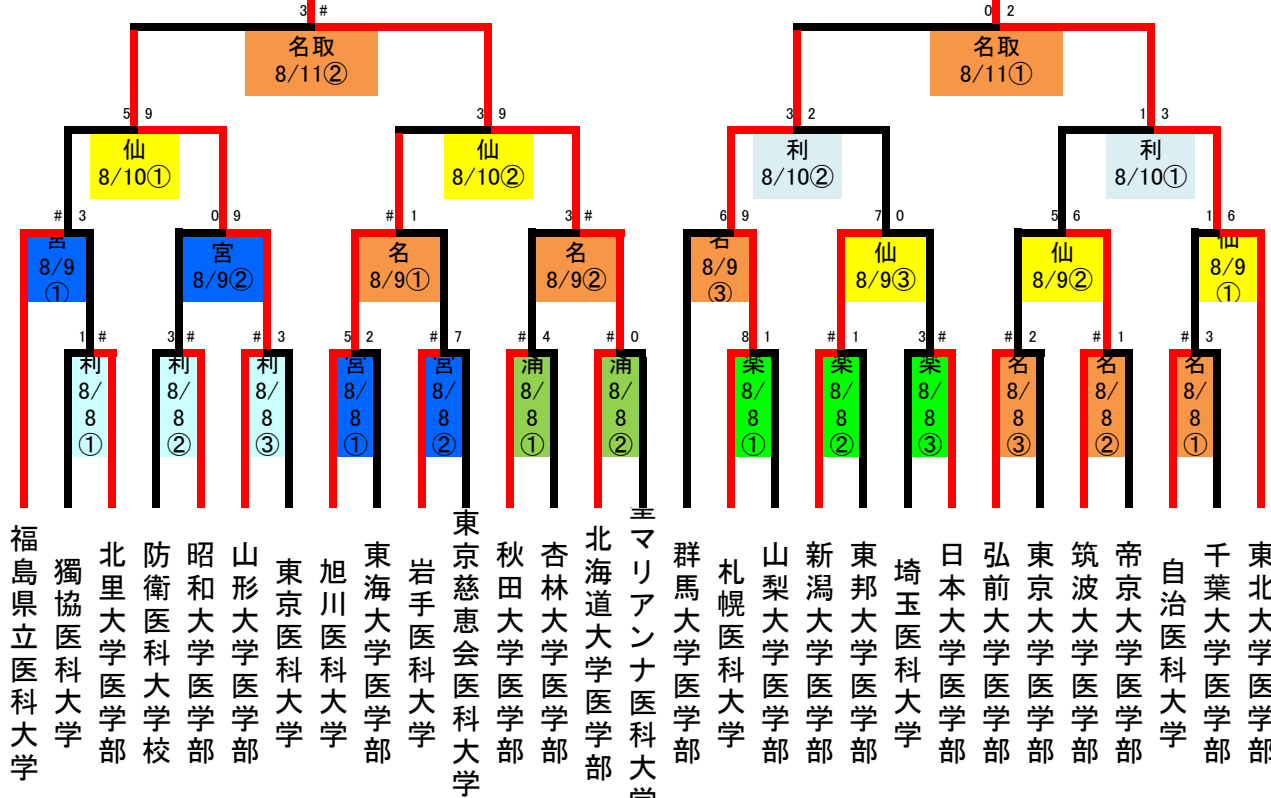 3 #
0 2
名取
8/11②
名取
8/11①
5 9
3 9
3 2
1 3
仙
8/10①
仙
8/10②
利
8/10②
利
8/10①
# 3
0 9
# 1
3 #
6 9
7 0
5 6
1 6
宮
8/9
①
宮
8/9②
名
8/9①
名
8/9②
名
8/9
③
仙
8/9③
仙
8/9②
仙
8/9
①
1 #
3 #
# 3
5 2
# 7
# 4
# 0
8 1
# 1
3 #
# 2
# 1
# 3
利
8/
8
①
利
8/
8
②
利
8/
8
③
宮
8/
8
①
宮
8/
8
②
浦
8/
8
①
浦
8/
8
②
楽
8/
8
①
楽
8/
8
②
楽
8/
8
③
名
8/
8
③
名
8/
8
②
名
8/
8
①
福島県立医科大学
獨協医科大学
北里大学医学部
防衛医科大学校
昭和大学医学部
山形大学医学部
東京医科大学
旭川医科大学
東海大学医学部
岩手医科大学
東京慈恵会医科大学
秋田大学医学部
杏林大学医学部
北海道大学医学部
聖マリアンナ医科大学
群馬大学医学部
札幌医科大学
山梨大学医学部
新潟大学医学部
東邦大学医学部
埼玉医科大学
日本大学医学部
弘前大学医学部
東京大学医学部
筑波大学医学部
帝京大学医学部
自治医科大学
千葉大学医学部
東北大学医学部